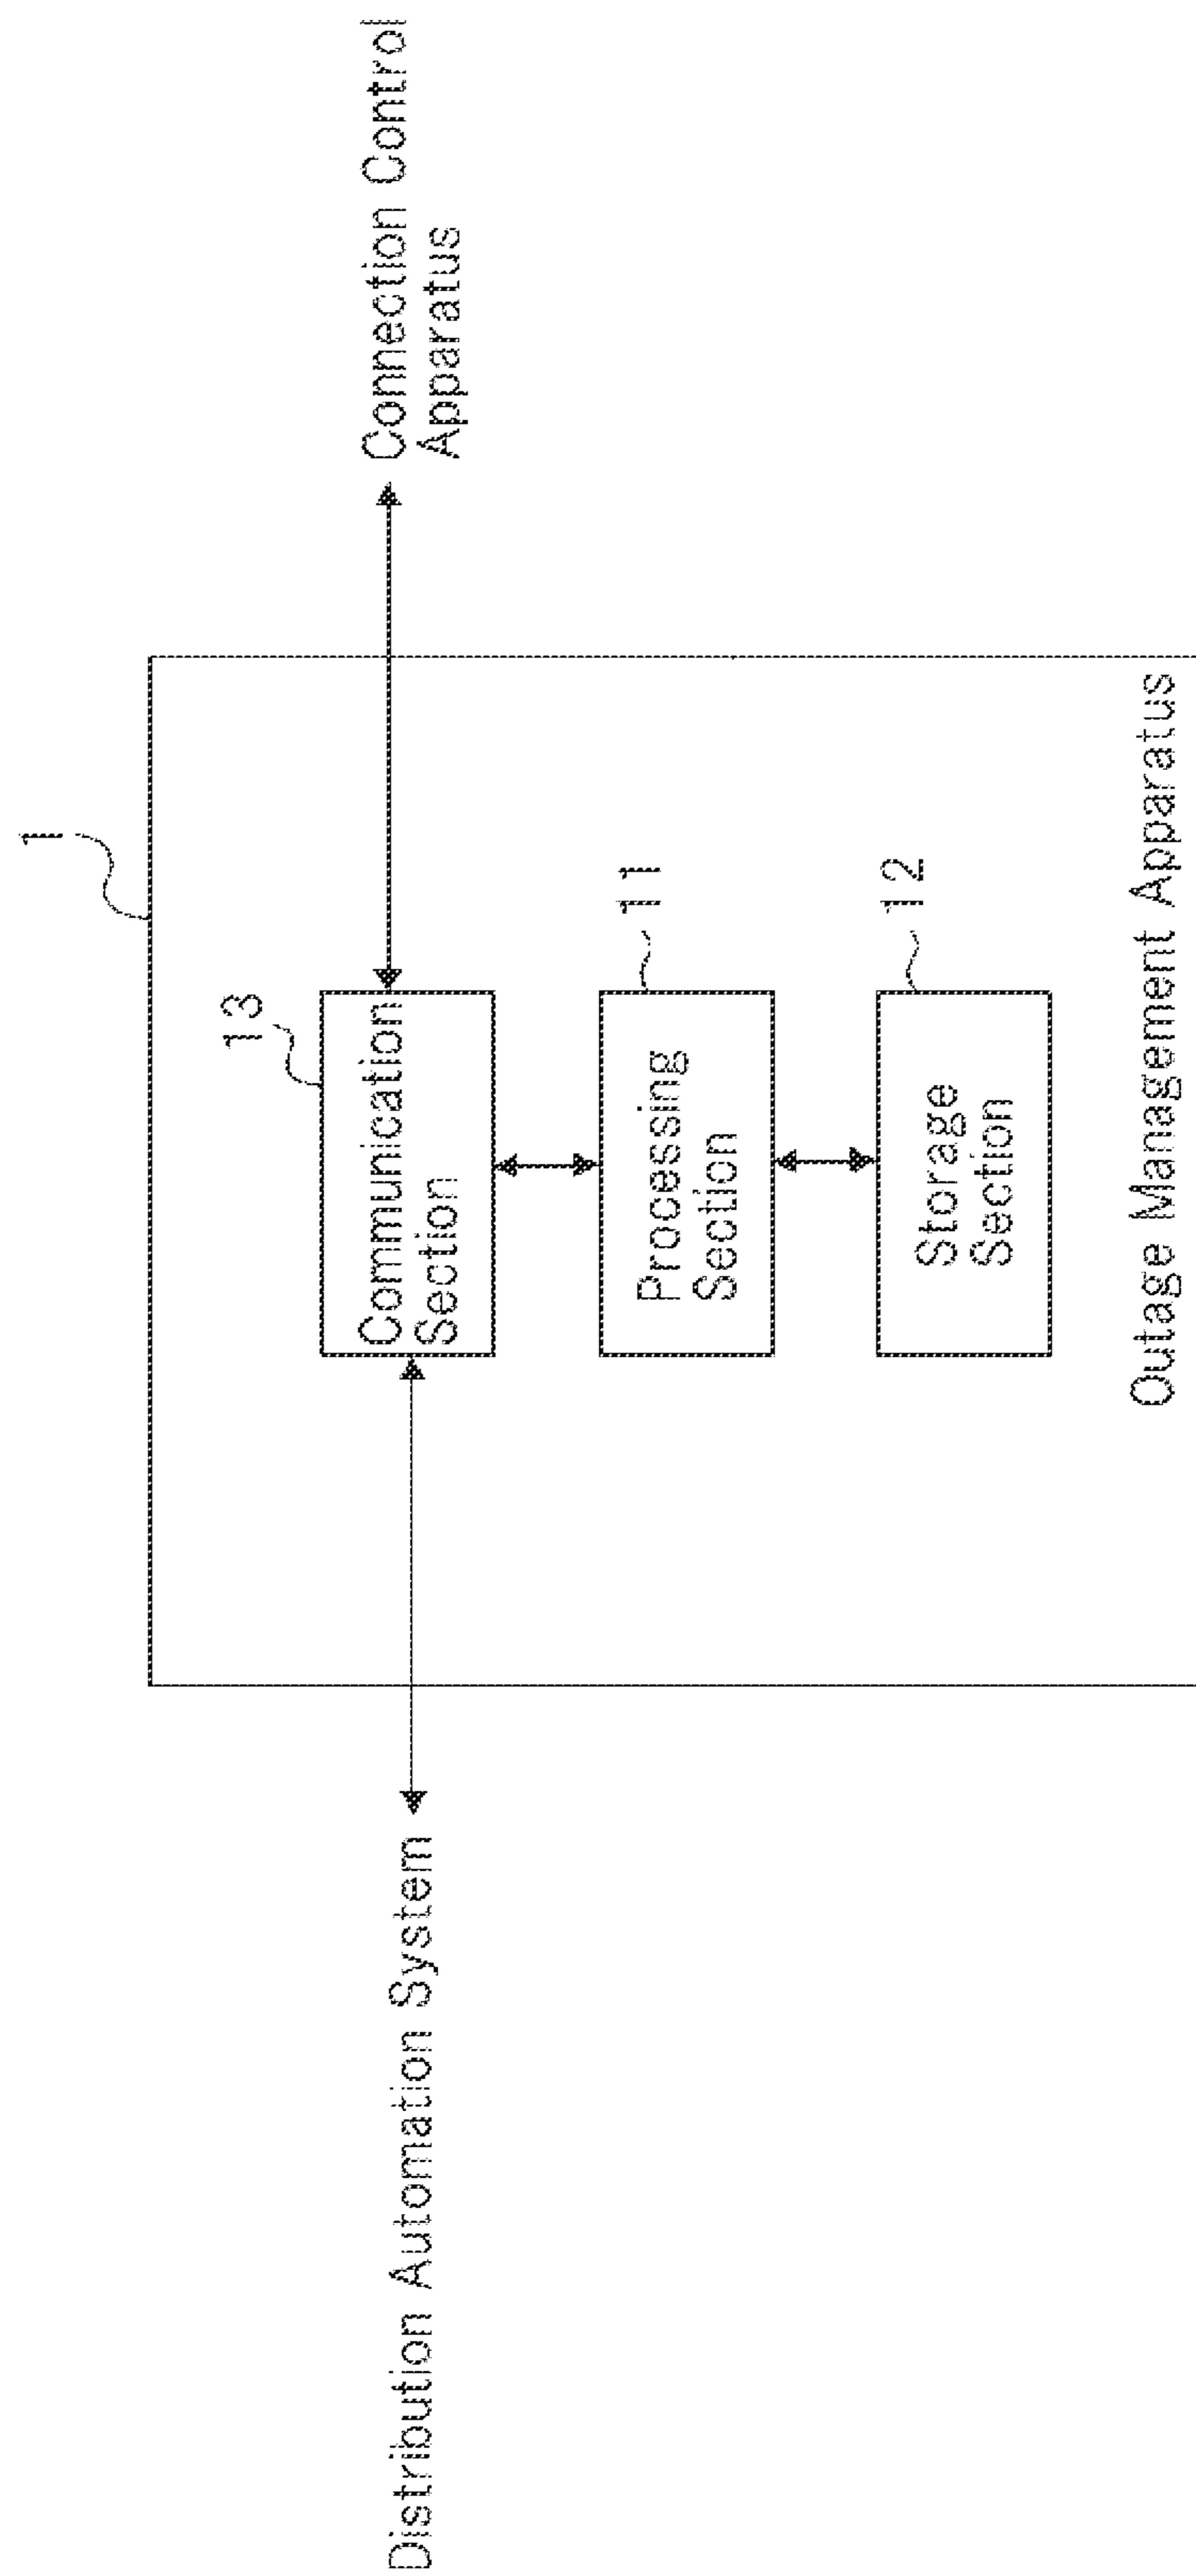 1
13
Communication
Section
Connection Control
Apparatus
Distribution Automation System
11
Processing
Section
12
Storage
Section
Outage Management Apparatus